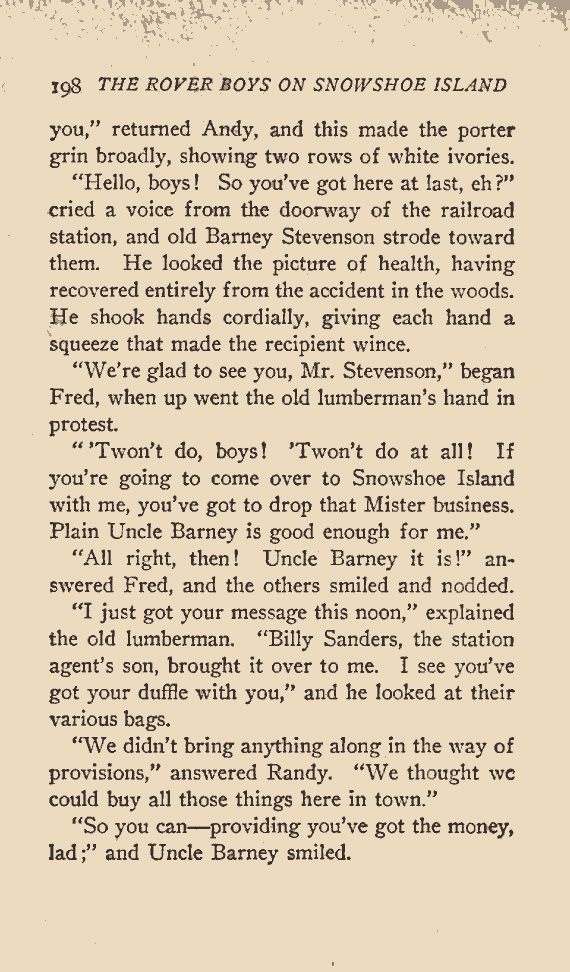 198 THE ROVER BOYS ON SNOWSHOE ISLAND
you,” returned Andy, and this made the porter
grin broadly, showing two rows of white ivories.
“Hello, boys! So you've got here at last, eh?”
cried a voice from the doorway of the railroad
station, and old Barney Stevenson strode toward
them. He looked the picture of health, having
recovered entirely from the accident in the woods.
He shook hands cordially, giving each hand a
squeeze that made the recipient wince.
“We're glad to see you, Mr. Stevenson,” began
Fred, when up went the old lumberman's hand in
protest.
“ 'Twon't do, boys! 'Twon't do at all! If
you're going to come over to Snowshoe Island
with me, you've got to drop that Mister business.
Plain Uncle Barney is good enough for me.”
“All right, then! Uncle Barney it is!” an-
swered Fred, and the others smiled and nodded.
“I just got your message this noon,” explained
the old lumberman. “Billy Sanders, the station
agent's son, brought it over to me. I see you've
got your duffle with you,” and he looked at their
various bags.
“We didn't bring anything along in the way of
provisions,” answered Randy. “We thought we
could buy all those things here in town.”
“So you can—providing you've got the money,
lad;” and Uncle Barney smiled.